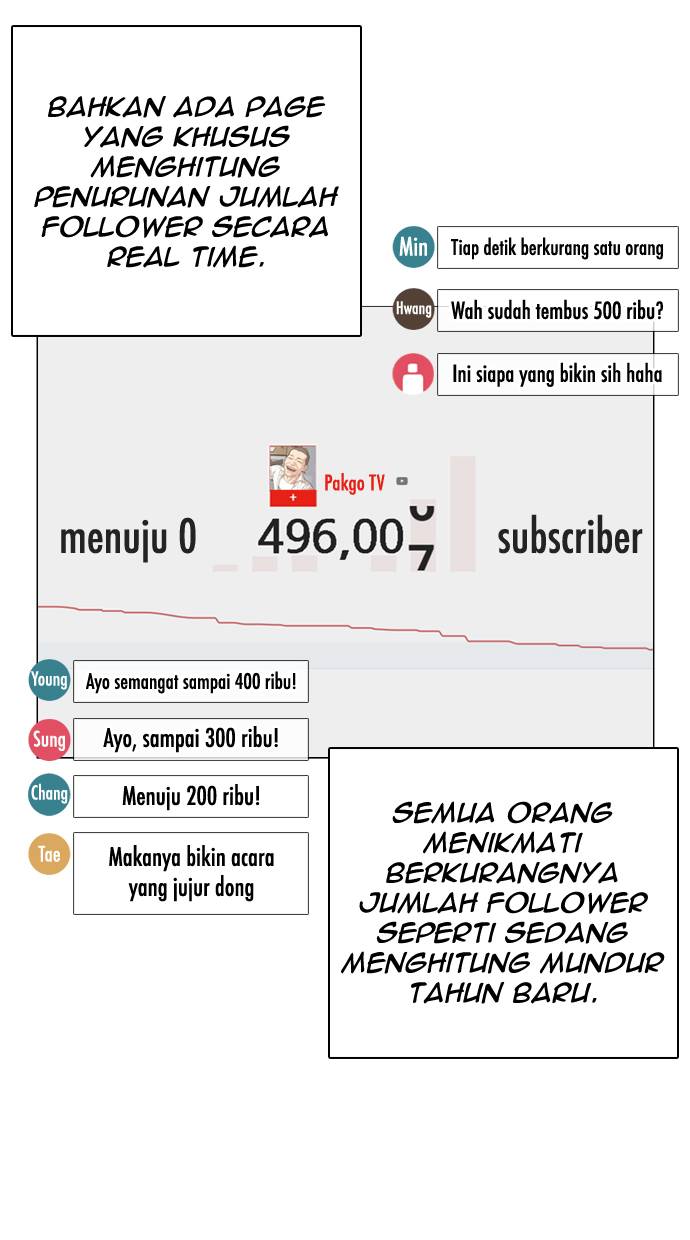 BAHKAN ADA PAGE
YANG KHUSUS
MENGHITUNG
PENURUNAN JUMLAH
FOLLOWER SECARA
REAL TIME.
Min
Tiap detik berkurang satu orang
Hwang
Wah sudah tembus 500 ribu?
Ini siapa yang bikin sih haha
Pakgo TV
+
menuju 0 496,00 subscriber
7
Young
Ayo semangat sampai 400 ribu!
Sung
Ayo, sampai 300 ribu!
Chang
Menuju 200 ribu!
Tae
Makanya bikin acara
yang jujur dong
SEMUA ORANG
MENIKMATI
BERKURANGNYA
JUMLAH FOLLOWER
SEPERTI SEDANG
MENGHITUNG MUNDUR
TAHUN BARU.